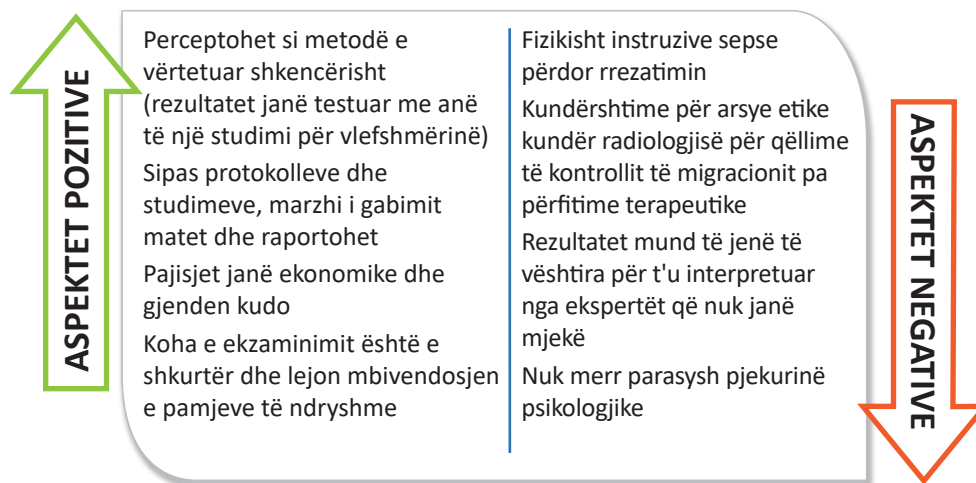 ASPEKTET POZITIVE
Perceptohet si metodë e
vërtetuar shkencërisht
(rezultatet janë testuar me anë
të një studimi për vlefshmërinë)
Sipas protokolleve dhe
studimeve, marzhi i gabimit
matet dhe raportohet
Pajisjet janë ekonomike dhe
gjenden kudo
Koha e ekzaminimit është e
shkurtër dhe lejon mbivendosjen
e pamjeve të ndryshme
Fizikisht instruzive sepse
përdor rrezatimin
Kundërshtime për arsye etike
kundër radiologjisë për qëllime
të kontrollit të migracionit pa
përfitime terapeutike
Rezultatet mund të jenë të
vështira për t'u interpretuar
nga ekspertët që nuk janë
mjekë
Nuk merr parasysh pjekurinë
psikologjike
ASPEKTET NEGATIVE